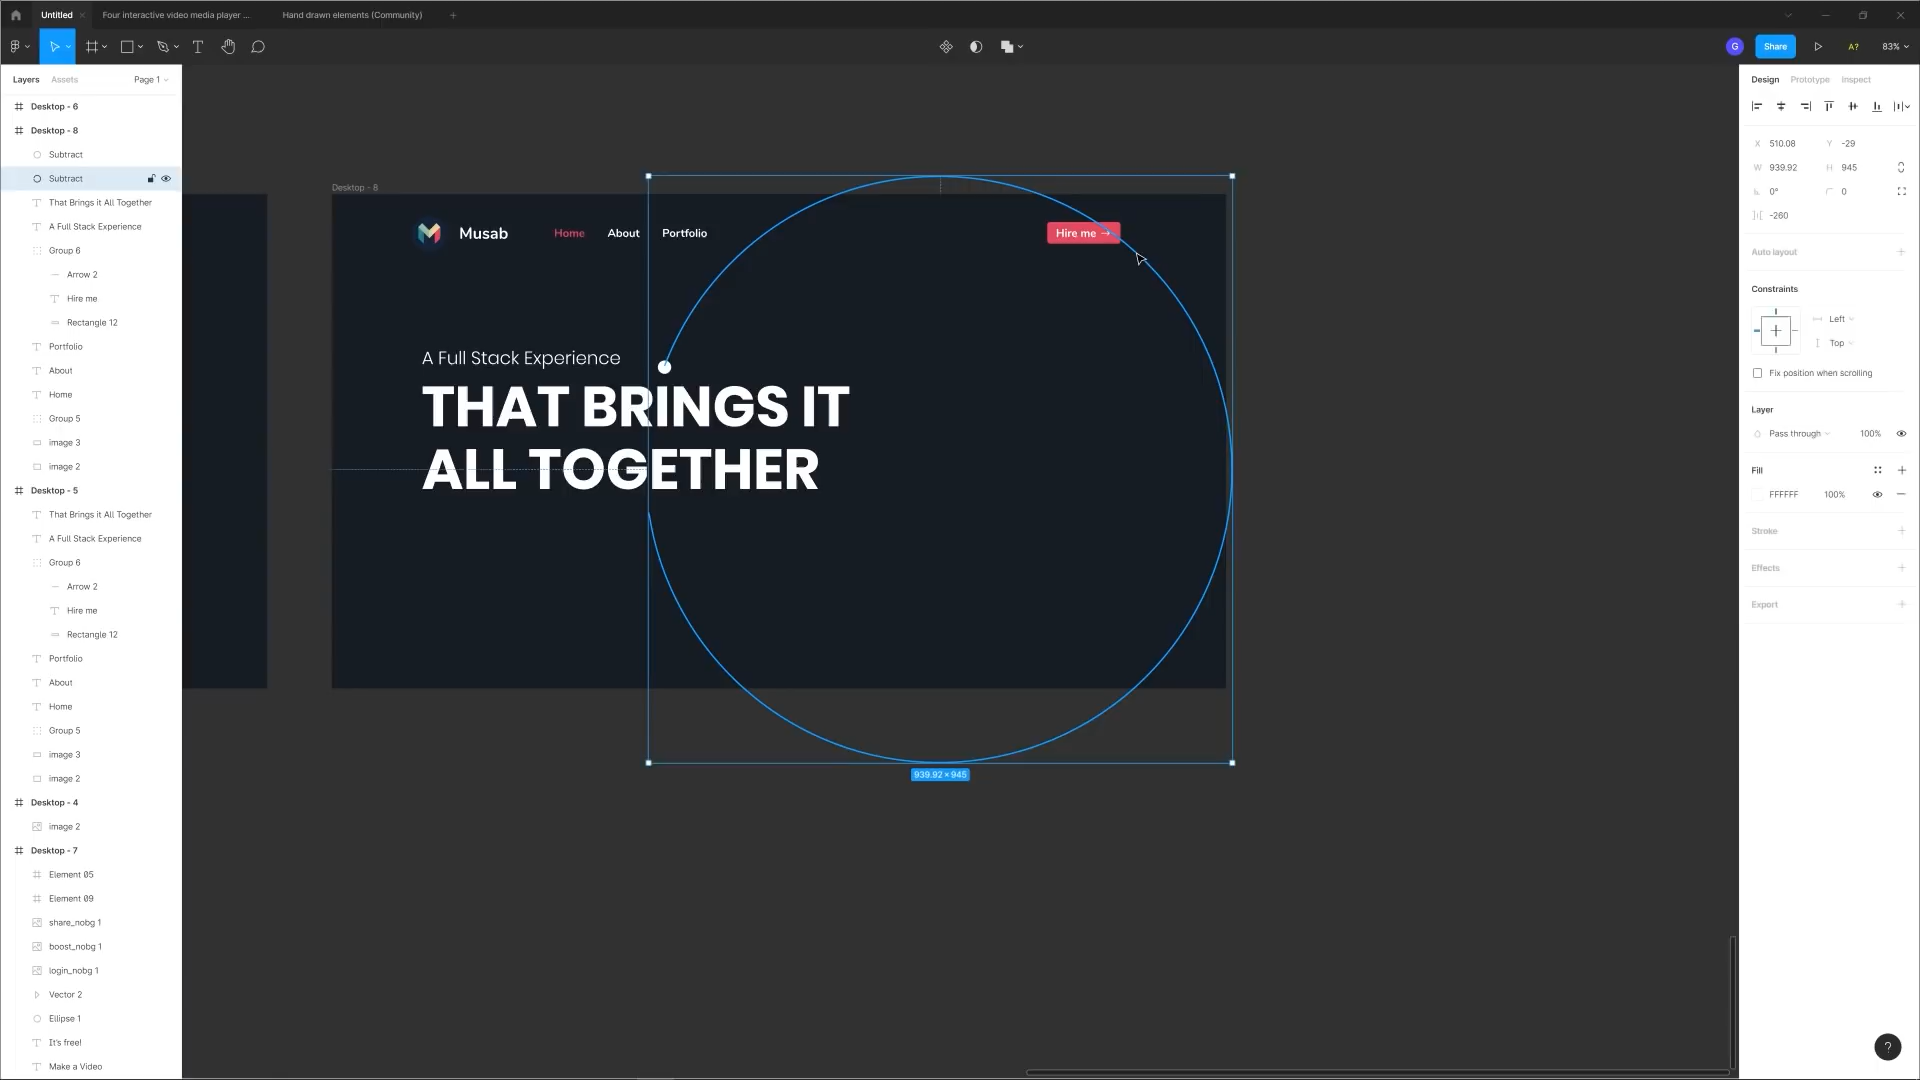 Untitled
Four interactive video media player ...
Hand drawn elements (Community)
G
Share
A?
83%
Layers
Assets
Page 1
Desktop - 6
Desktop - 8
Subtract
Subtract
That Brings it All Together
A Full Stack Experience
Group 6
Arrow 2
Hire me
Rectangle 12
Portfolio
About
Home
Group 5
image 3
image 2
Desktop - 5
That Brings it All Together
A Full Stack Experience
Group 6
Arrow 2
Hire me
Rectangle 12
Portfolio
About
Home
Group 5
image 3
image 2
Desktop - 4
image 2
Desktop - 7
Element 05
Element 09
share_nobg 1
boost_nobg 1
login_nobg 1
Vector 2
Ellipse 1
It's free!
Make a Video
Desktop - 8
Musab
Home
About
Portfolio
Hire me →
A Full Stack Experience
THAT BRINGS IT
ALL TOGETHER
939.92 × 945
Design
Prototype
Inspect
X 510.08
Y -29
W 939.92
H 945
0°
0
-260
Auto layout
Constraints
Left
Top
Fix position when scrolling
Layer
Pass through
100%
Fill
FFFFFF
100%
Stroke
Effects
Export
?